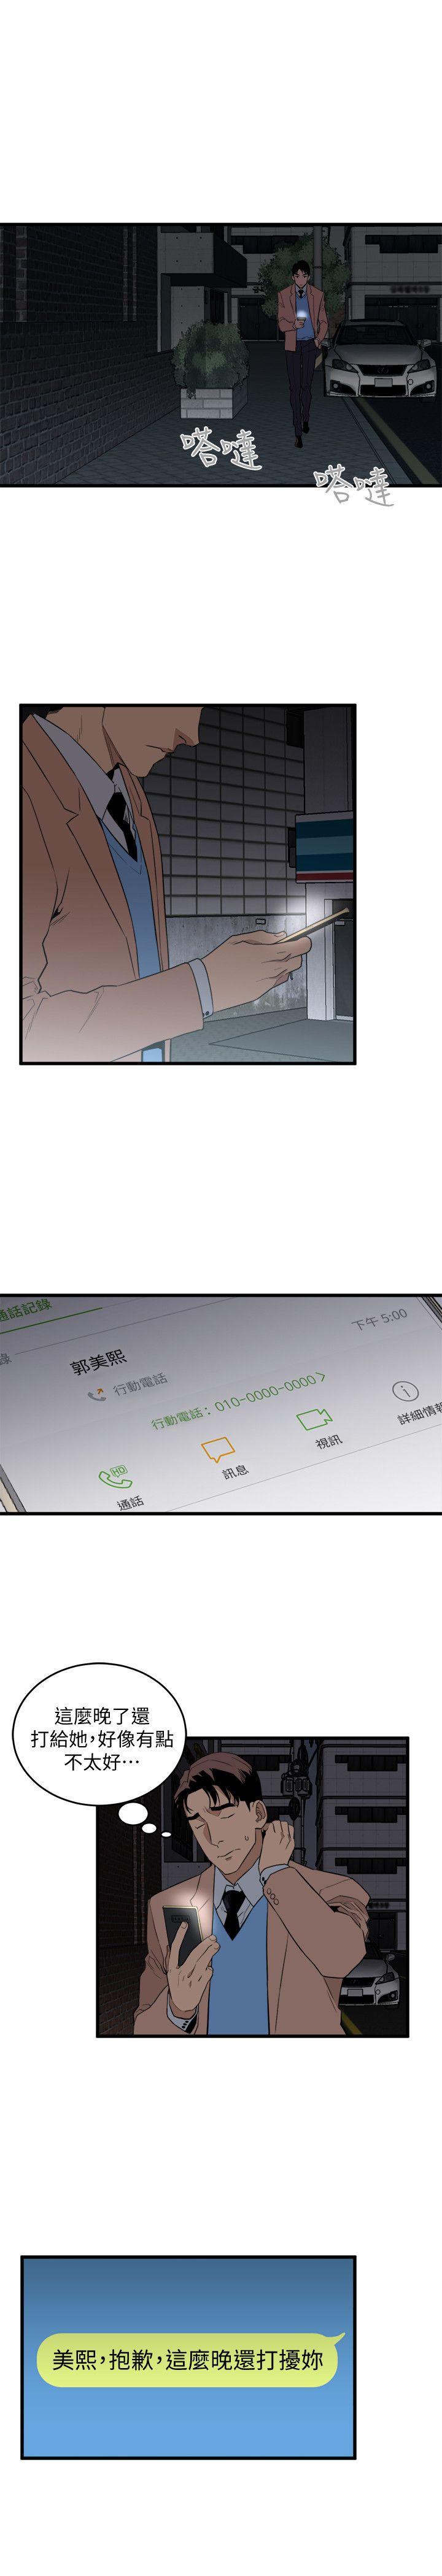 嗒噠
嗒噠
通話記錄
下午 5:00
郭美熙
行動電話
行動電話：010-0000-0000 >
HD
通話
訊息
視訊
詳細情報
這麼晚了還
打給她，好像有點
不太好…
美熙，抱歉，這麼晚還打擾妳